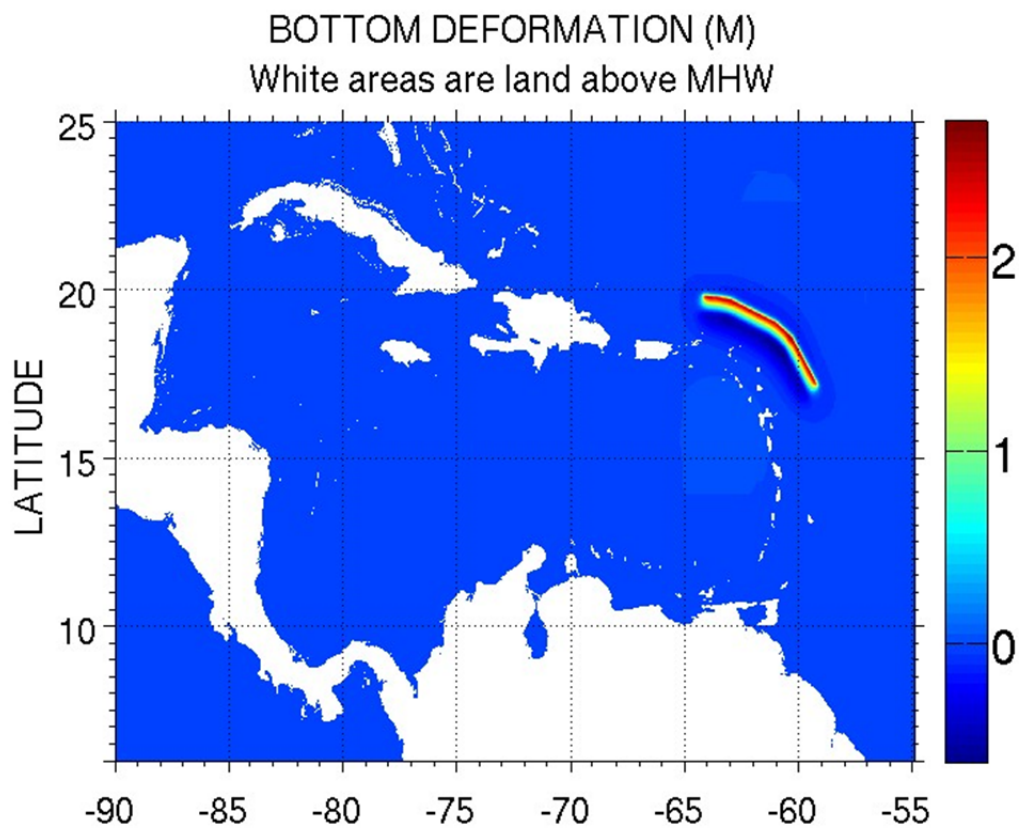 BOTTOM DEFORMATION (M)
White areas are land above MHW
25
20
15
10
LATITUDE
-90 -85 -80 -75 -70 -65 -60 -55
2
1
0